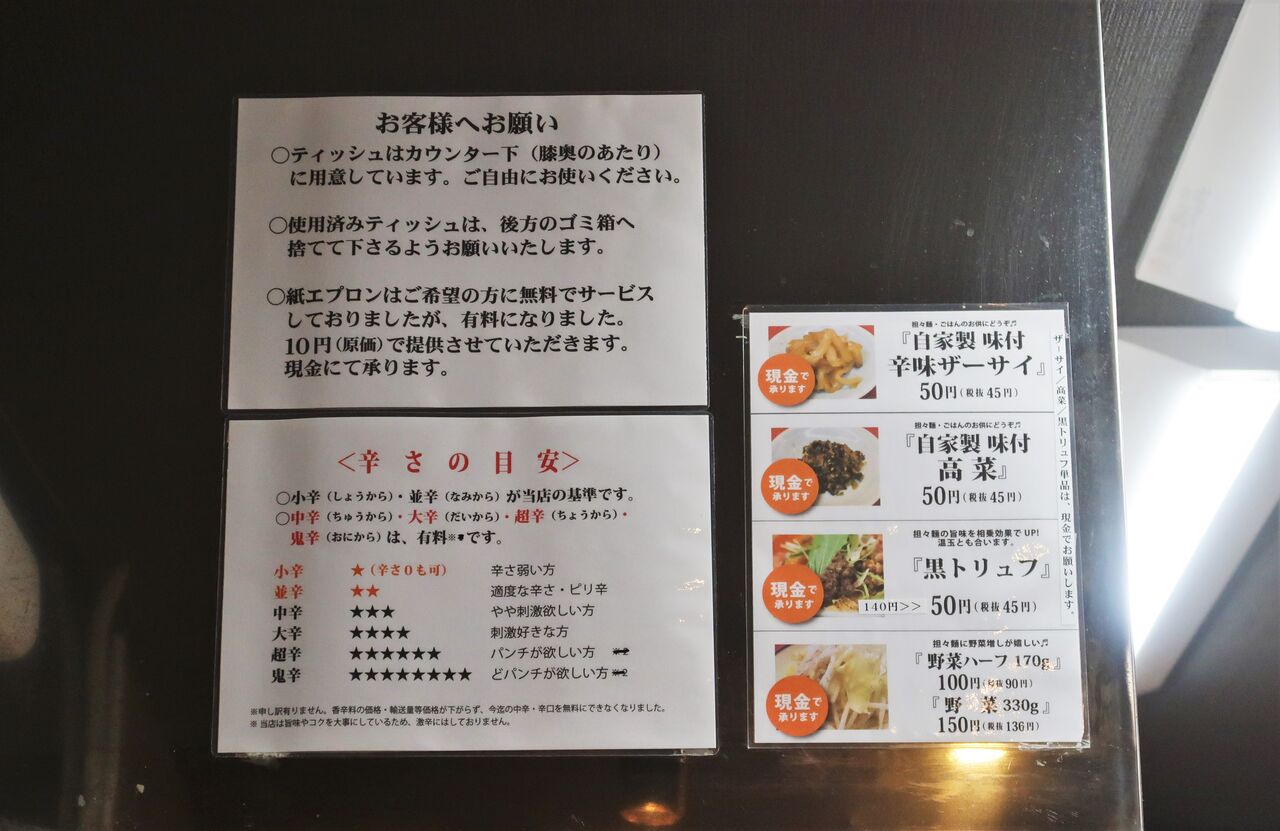 お客様へお願い
○ティッシュはカウンター下（膝奥のあたり）
に用意しています。ご自由にお使いください。
○使用済みティッシュは、後方のゴミ箱へ
捨てて下さるようお願いいたします。
○紙エプロンはご希望の方に無料でサービス
しておりましたが、有料になりました。
10円（原価）で提供させていただきます。
現金にて承ります。
＜辛さの目安＞
○小辛（しょうから）・並辛（なみから）が当店の基準です。
○中辛（ちゅうから）・大辛（だいから）・超辛（ちょうから）・
鬼辛（おにから）は、有料※です。
小辛 ★（辛さ０も可） 辛さ弱い方
並辛 ★★ 適度な辛さ・ピリ辛
中辛 ★★★ やや刺激欲しい方
大辛 ★★★★ 刺激好きな方
超辛 ★★★★★★ パンチが欲しい方
鬼辛 ★★★★★★★★ どパンチが欲しい方
※申し訳有りません。香辛料の価格・輸送量等価格が下がらず、今迄の中辛・辛口を無料にできなくなりました。
※ 当店は旨味やコクを大事にしているため、激辛にはしておりません。
担々麺・ごはんのお供にどうぞ♬
『自家製 味付
辛味ザーサイ』
50円（税抜45円）
現金で
承ります
担々麺・ごはんのお供にどうぞ♬
『自家製 味付
高菜』
50円（税抜45円）
現金で
承ります
担々麺の旨味を相乗効果でUP!
温玉とも合います。
『黒トリュフ』
140円>> 50円（税抜45円）
現金で
承ります
担々麺に野菜増しが嬉しい♬
『野菜ハーフ 170g』
100円（税抜90円）
『野 菜 330g』
150円（税抜136円）
現金で
承ります
ザーサイ／高菜／黒トリュフ単品は、現金でお願いします。